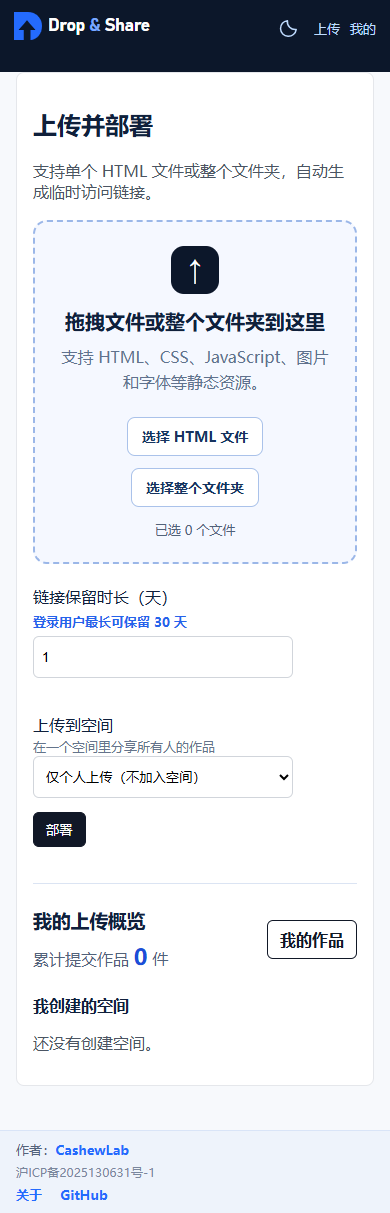 Drop & Share
上传 我的
上传并部署
支持单个 HTML 文件或整个文件夹，自动生
成临时访问链接。
拖拽文件或整个文件夹到这里
支持 HTML、CSS、JavaScript、图片
和字体等静态资源。
选择 HTML 文件
选择整个文件夹
已选 0 个文件
链接保留时长（天）
登录用户最长可保留 30 天
1
上传到空间
在一个空间里分享所有人的作品
仅个人上传（不加入空间）
部署
我的上传概览
累计提交作品 0 件
我的作品
我创建的空间
还没有创建空间。
作者：CashewLab
沪ICP备2025130631号-1
关于 GitHub